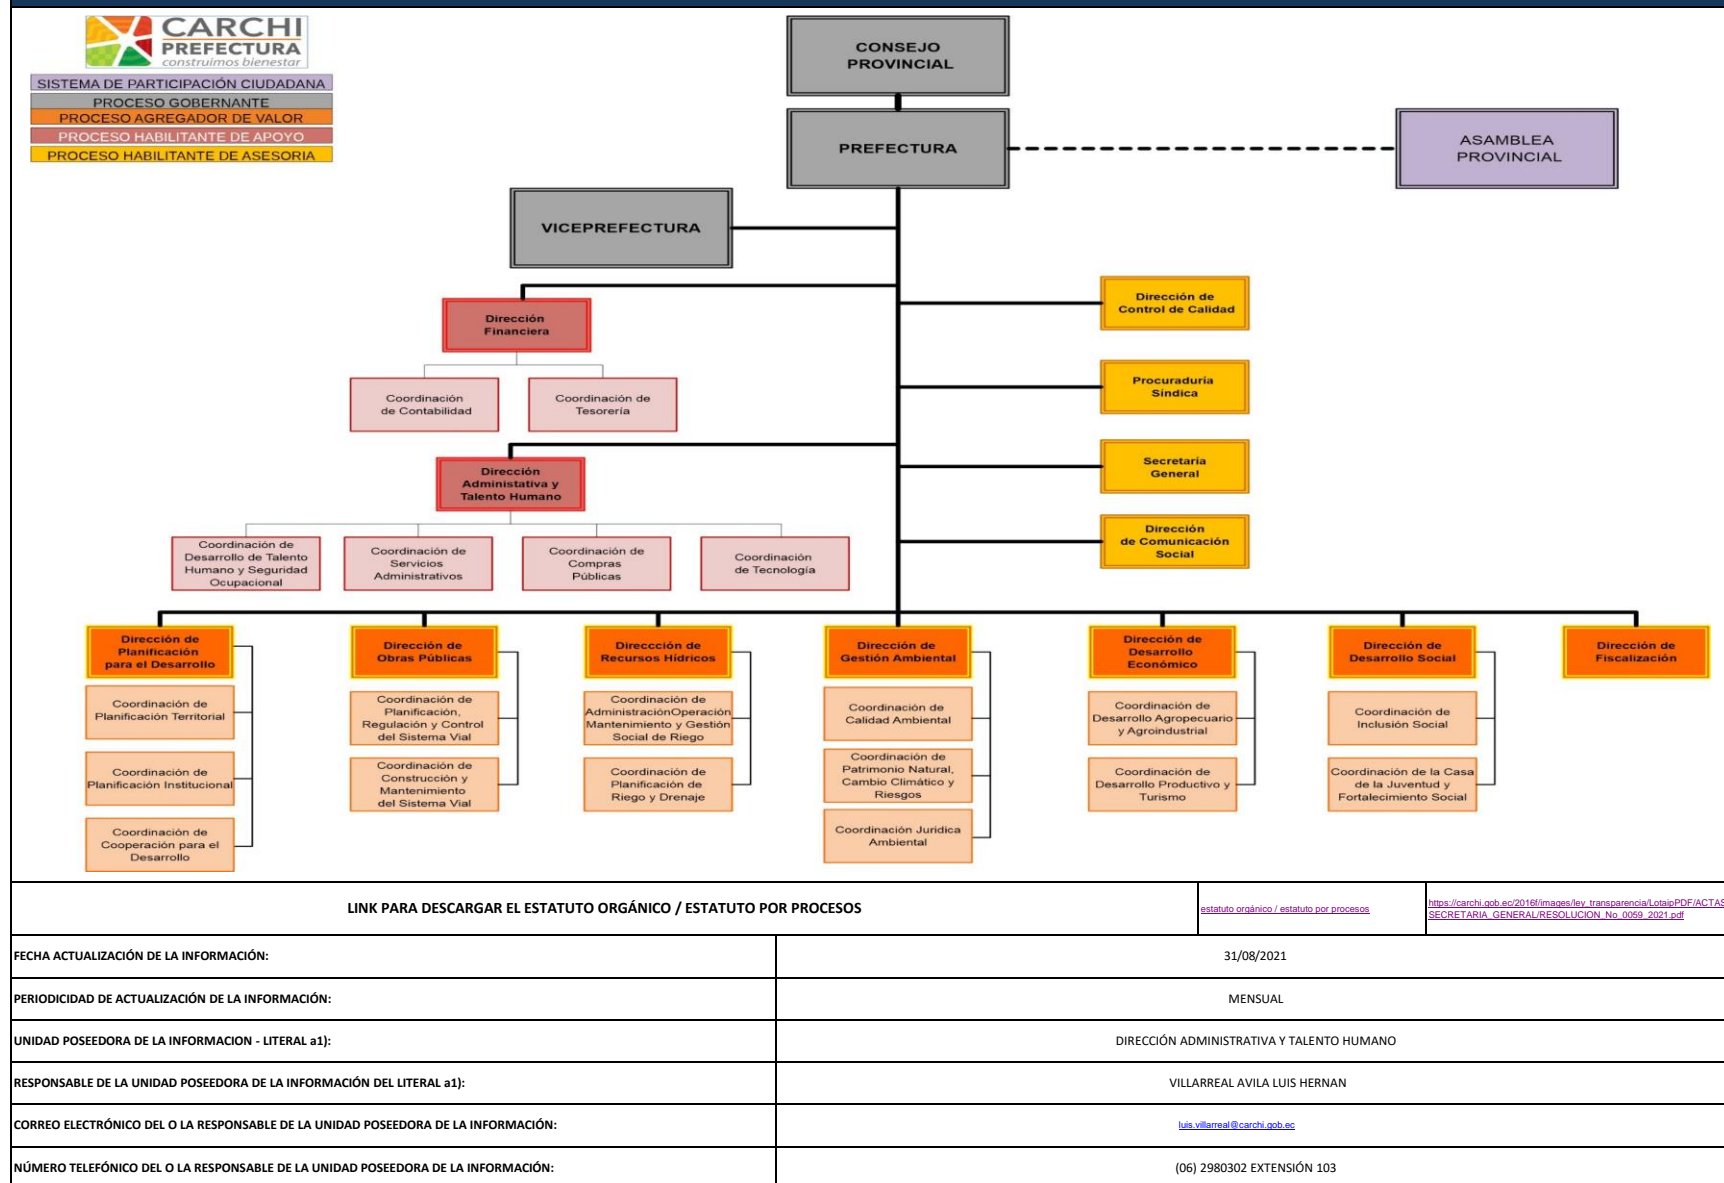 CARCHI
PREFECTURA
construimos bienestar
SISTEMA DE PARTICIPACIÓN CIUDADANA
PROCESO GOBERNANTE
PROCESO AGREGADOR DE VALOR
PROCESO HABILITANTE DE APOYO
PROCESO HABILITANTE DE ASESORIA
CONSEJO
PROVINCIAL
PREFECTURA
ASAMBLEA
PROVINCIAL
VICEPREFECTURA
Dirección
Financiera
Coordinación
de Contabilidad
Coordinación de
Tesorería
Dirección de
Control de Calidad
Procuraduría
Síndica
Secretaría
General
Dirección
de Comunicación
Social
Dirección
Administativa y
Talento Humano
Coordinación de
Desarrollo de Talento
Humano y Seguridad
Ocupacional
Coordinación de
Servicios
Administrativos
Coordinación de
Compras
Públicas
Coordinación
de Tecnología
Dirección de
Planificación
para el Desarrollo
Coordinación de
Planificación Territorial
Coordinación de
Planificación Institucional
Coordinación de
Cooperación para el
Desarrollo
Dirección de
Obras Públicas
Coordinación de
Planificación,
Regulación y Control
del Sistema Vial
Coordinación de
Construcción y
Mantenimiento
del Sistema Vial
Direccción de
Recursos Hídricos
Coordinación de
AdministraciónOperación
Mantenimiento y Gestión
Social de Riego
Coordinación de
Planificación de
Riego y Drenaje
Dirección de
Gestión Ambiental
Coordinación de
Calidad Ambiental
Coordinación de
Patrimonio Natural,
Cambio Climático y
Riesgos
Coordinación Jurídica
Ambiental
Dirección de
Desarrollo
Económico
Coordinación de
Desarrollo Agropecuario
y Agroindustrial
Coordinación de
Desarrollo Productivo y
Turismo
Dirección de
Desarrollo Social
Coordinación de
Inclusión Social
Coordinación de la Casa
de la Juventud y
Fortalecimiento Social
Dirección de
Fiscalización
LINK PARA DESCARGAR EL ESTATUTO ORGÁNICO / ESTATUTO POR PROCESOS
estatuto orgánico / estatuto por procesos
https://carchi.gob.ec/2016f/images/ley_transparencia/LotaipPDF/ACTAS
SECRETARIA_GENERAL/RESOLUCION_No_0059_2021.pdf
FECHA ACTUALIZACIÓN DE LA INFORMACIÓN:
31/08/2021
PERIODICIDAD DE ACTUALIZACIÓN DE LA INFORMACIÓN:
MENSUAL
UNIDAD POSEEDORA DE LA INFORMACION - LITERAL a1):
DIRECCIÓN ADMINISTRATIVA Y TALENTO HUMANO
RESPONSABLE DE LA UNIDAD POSEEDORA DE LA INFORMACIÓN DEL LITERAL a1):
VILLARREAL AVILA LUIS HERNAN
CORREO ELECTRÓNICO DEL O LA RESPONSABLE DE LA UNIDAD POSEEDORA DE LA INFORMACIÓN:
luis.villarreal@carchi.gob.ec
NÚMERO TELEFÓNICO DEL O LA RESPONSABLE DE LA UNIDAD POSEEDORA DE LA INFORMACIÓN:
(06) 2980302 EXTENSIÓN 103